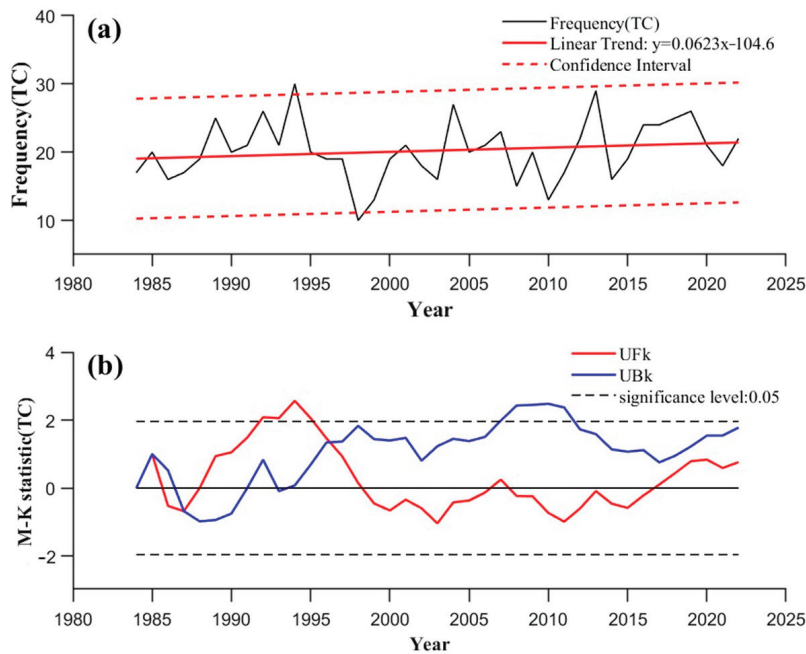 (a)
Frequency(TC)
Linear Trend: y=0.0623x-104.6
Confidence Interval
Frequency(TC)
40
30
20
10
1980 1985 1990 1995 2000 2005 2010 2015 2020 2025
Year
(b)
UFk
UBk
significance level:0.05
M-K statistic(TC)
4
2
0
-2
1980 1985 1990 1995 2000 2005 2010 2015 2020 2025
Year